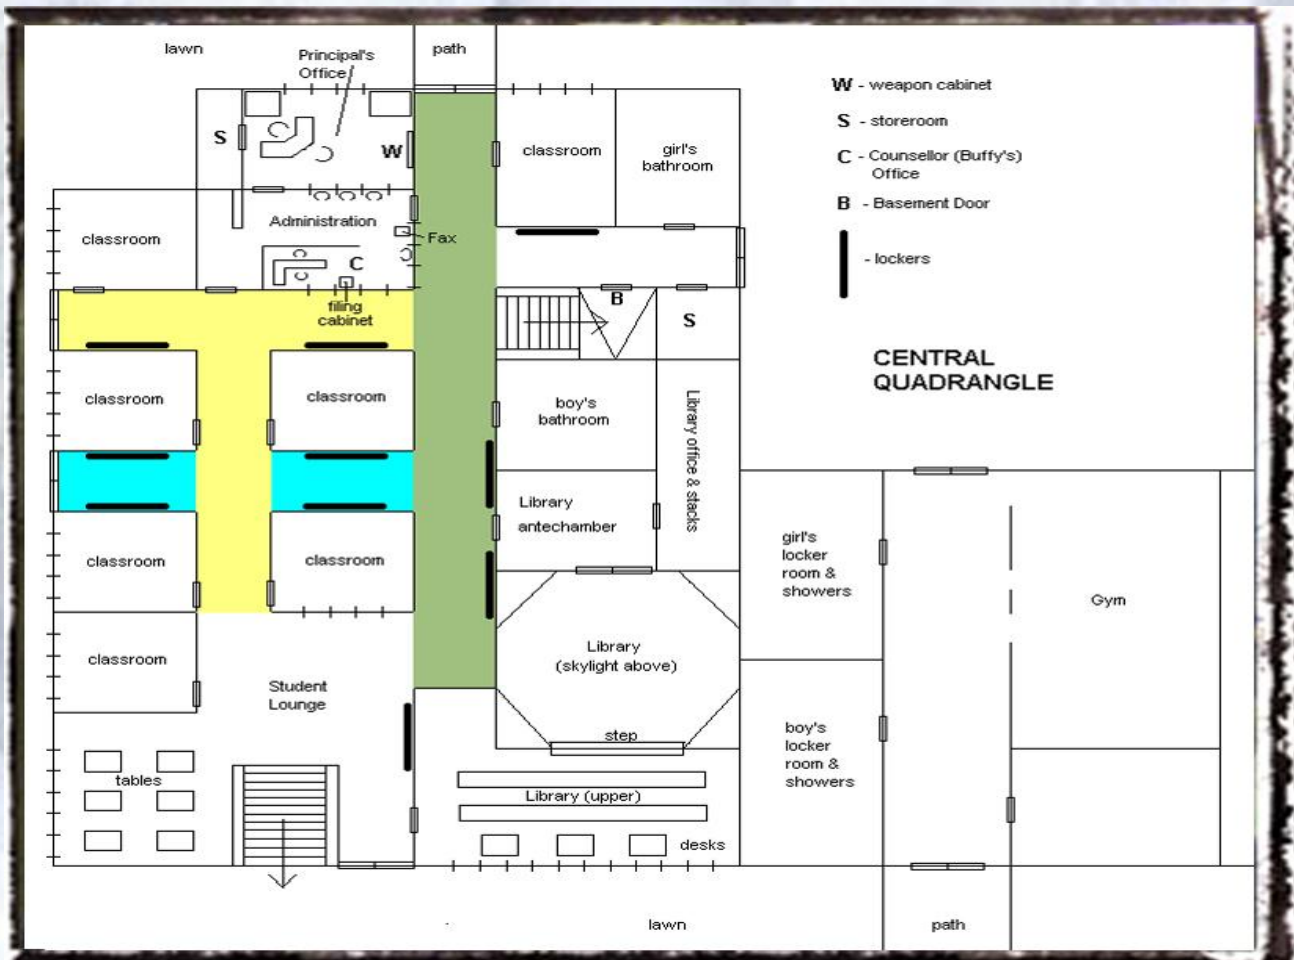 lawn
path
Principal's
Office
W - weapon cabinet
S - storeroom
C - Counsellor (Buffy's)
Office
B - Basement Door
- lockers
S
W
classroom
girl's
bathroom
classroom
Administration
Fax
C
filing
cabinet
B
S
CENTRAL
QUADRANGLE
classroom
classroom
boy's
bathroom
Library office & stacks
Library
antechamber
classroom
classroom
girl's
locker
room &
showers
Gym
classroom
Student
Lounge
Library
(skylight above)
step
boy's
locker
room &
showers
tables
Library (upper)
desks
lawn
path